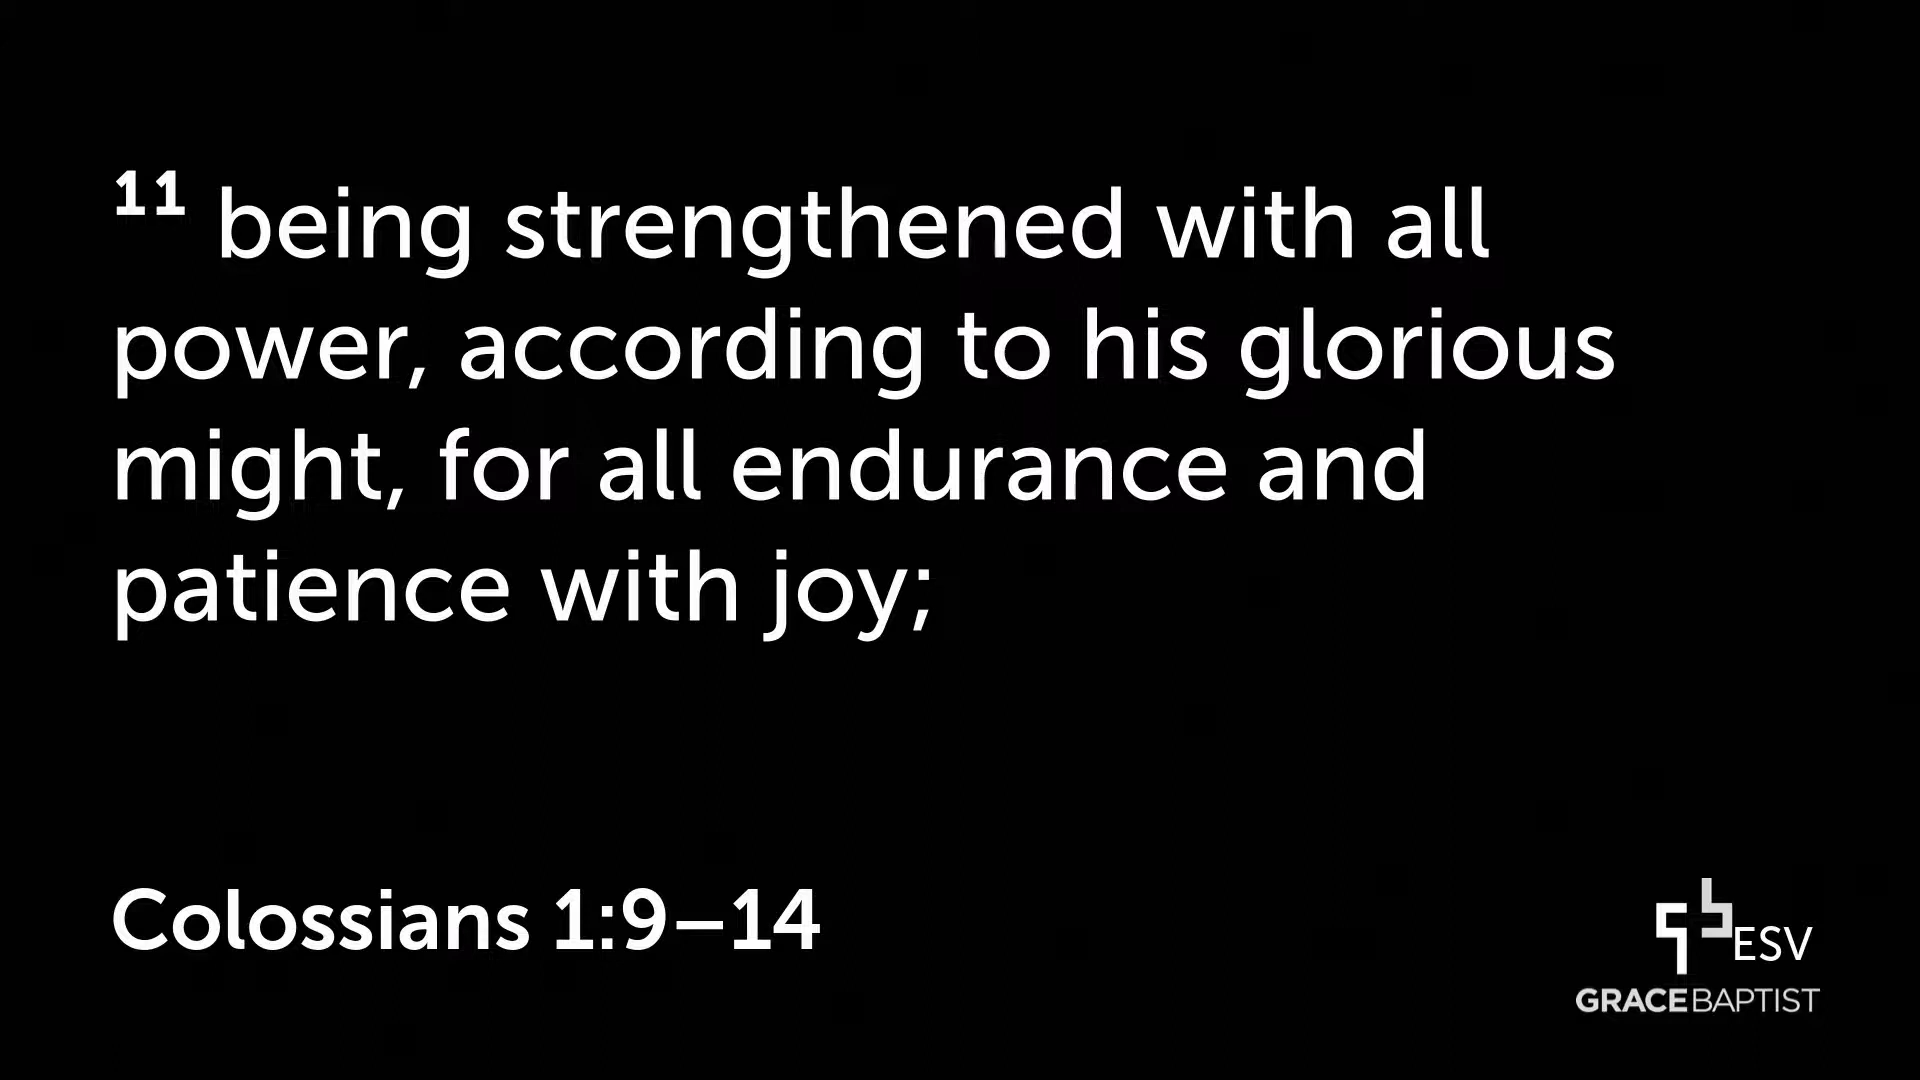 11 being strengthened with all
power, according to his glorious
might, for all endurance and
patience with joy;
Colossians 1:9–14
ESV
GRACEBAPTIST